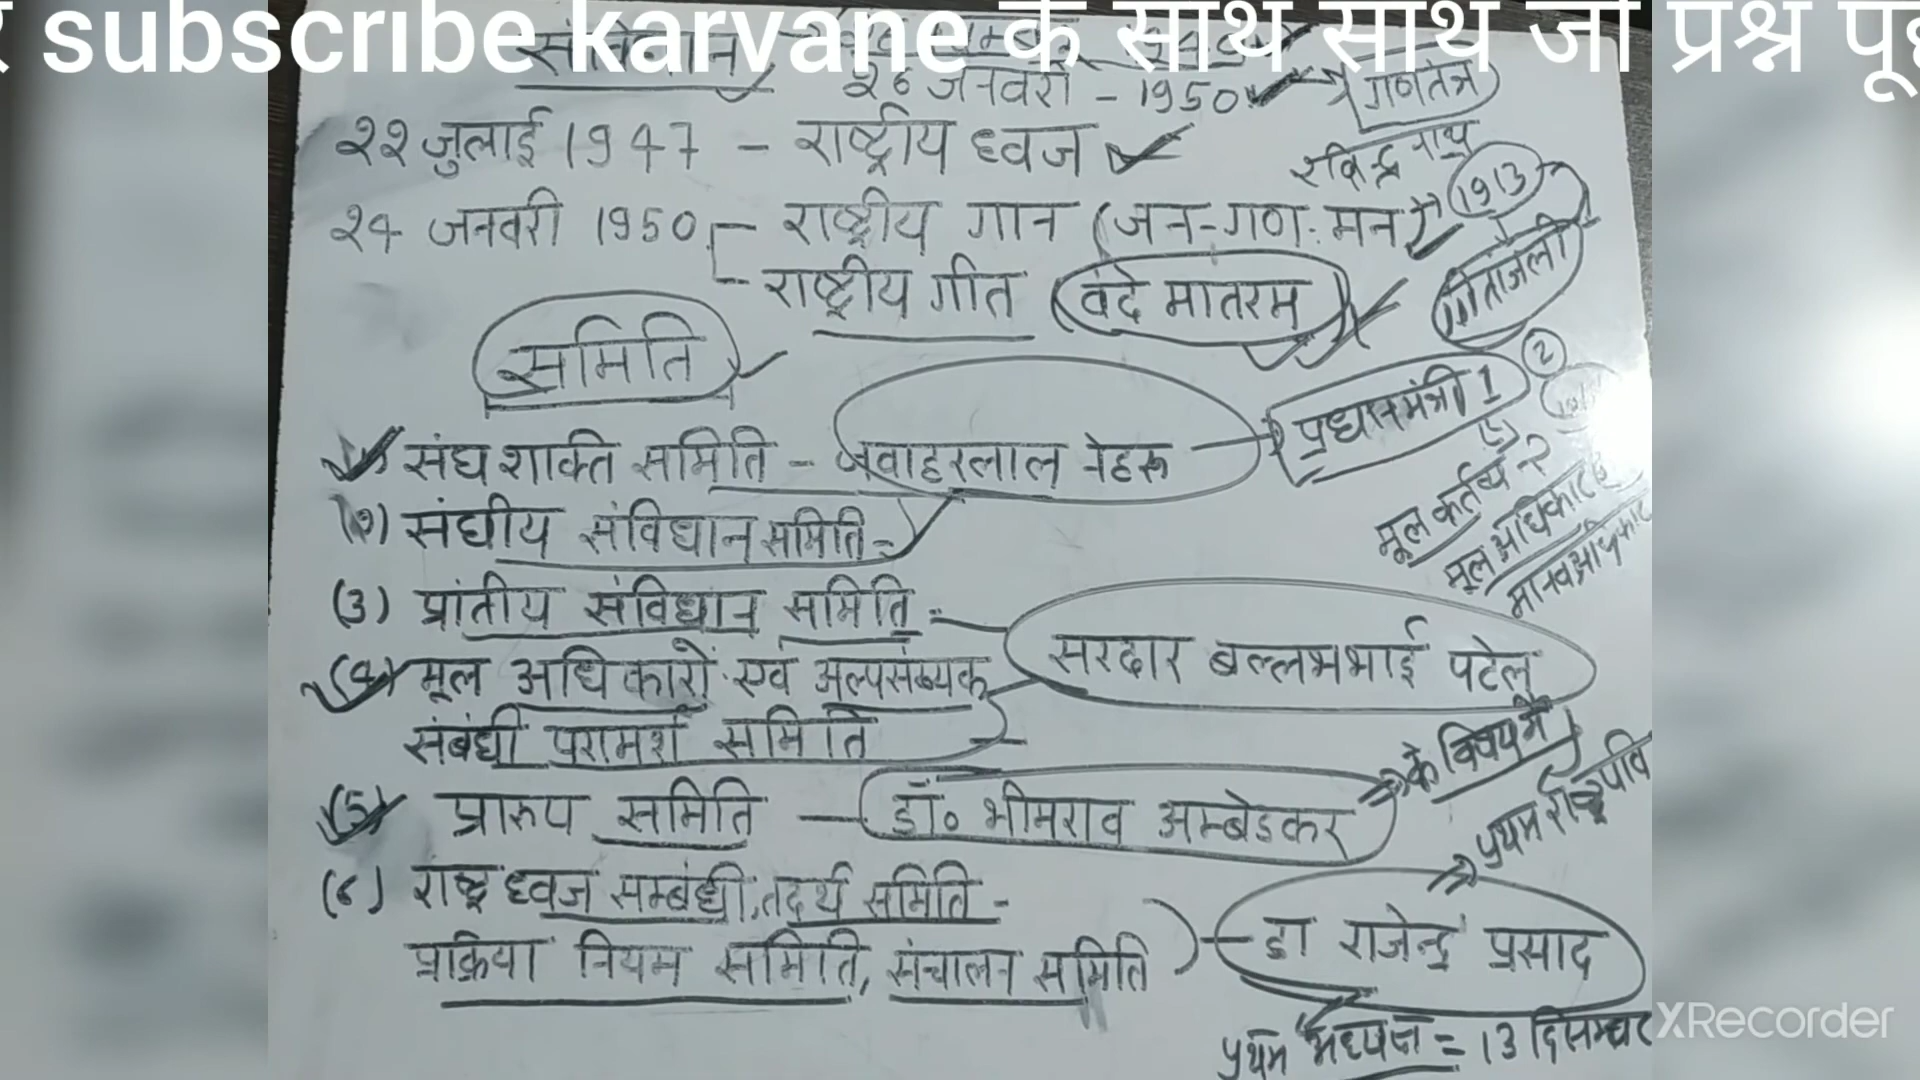 subscribe karvane के साथ साथ जो प्रश्न
संविधान
26 जनवरी - 1950 → गणतंत्र
22 जुलाई 1947 - राष्ट्रीय ध्वज
रविन्द्र नाथ
1913
24 जनवरी 1950 - राष्ट्रीय गान (जन-गण-मन)
- राष्ट्रीय गीत (वंदे मातरम)
गीतांजली
समिति
2
संघ शक्ति समिति - जवाहरलाल नेहरू
प्रधानमंत्री 1
मूल कर्तव्य
मूल अधिकार
मानव अधिकार
संघीय संविधान समिति -
(3) प्रांतीय संविधान समिति -
सरदार बल्लभभाई पटेल
(4) मूल अधिकारों एवं अल्पसंख्यक
संबंधी परामर्श समिति
के विषय में
(5) प्रारुप समिति - डॉ० भीमराव अम्बेडकर
प्रथम
(6) राष्ट्र ध्वज सम्बंधी, तदर्थ समिति -
प्रक्रिया नियम समिति, संचालन समिति
डा राजेन्द्र प्रसाद
प्रथम अध्यक्ष = 13 दिसम्बर
XRecorder